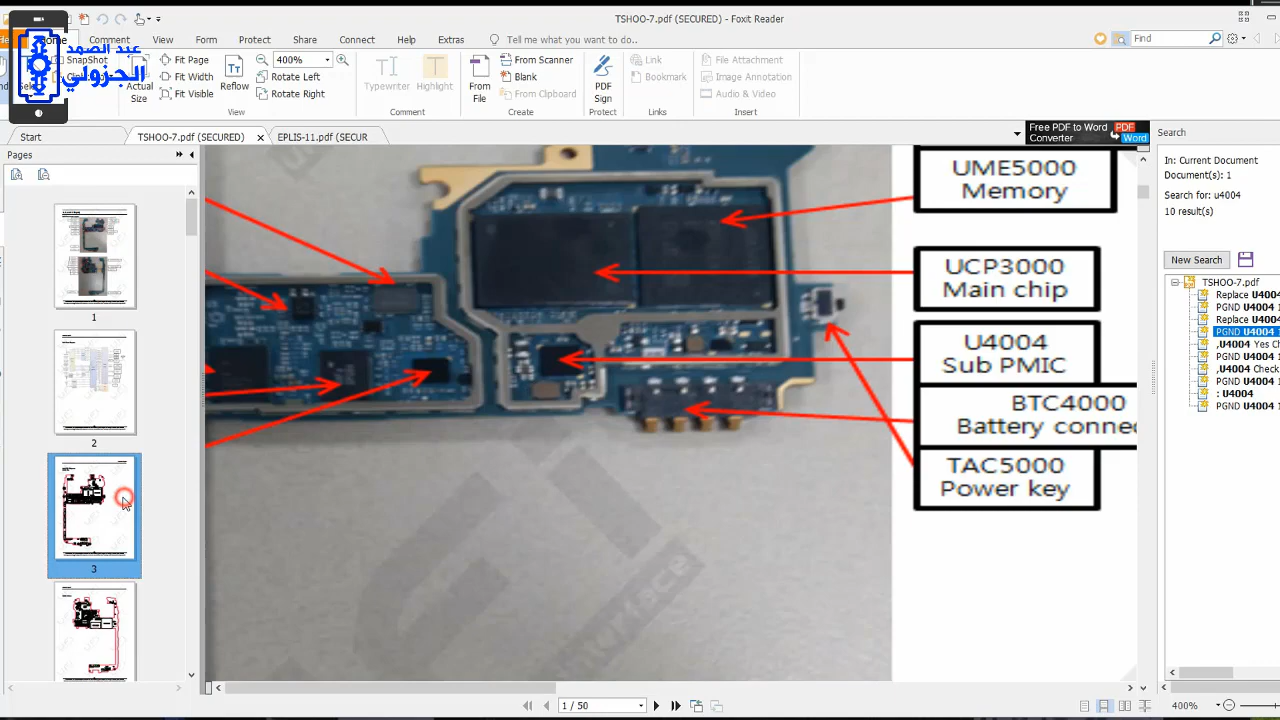 TSHOO-7.pdf (SECURED) - Foxit Reader
Comment View Form Protect Share Connect Help Extras Tell me what you want to do.. Find
عبد الصمد
الجزولي
SnapShot
Actual Size
Fit Page
Fit Width
Fit Visible
Reflow
400%
Rotate Left
Rotate Right
View
Typewriter Highlight
Comment
From File
From Scanner
Blank
From Clipboard
Create
PDF Sign
Protect
Link
Bookmark
Links
File Attachment
Image Annotation
Audio & Video
Insert
Start TSHOO-7.pdf (SECURED) EPLIS-11.pdf (SECUR
Free PDF to Word Converter PDF Word
Pages
1
2
3
UME5000
Memory
UCP3000
Main chip
U4004
Sub PMIC
BTC4000
Battery conne
TAC5000
Power key
Search
In: Current Document
Document(s): 1
Search for: u4004
10 result(s)
New Search
TSHOO-7.pdf
Replace U4004
PGND U4004 1
Replace U4004
PGND U4004 1
.U4004 Yes Ch
PGND U4004 1
.U4004 Check
PGND U4004 1
: U4004
PGND U4004 1
1 / 50
400%